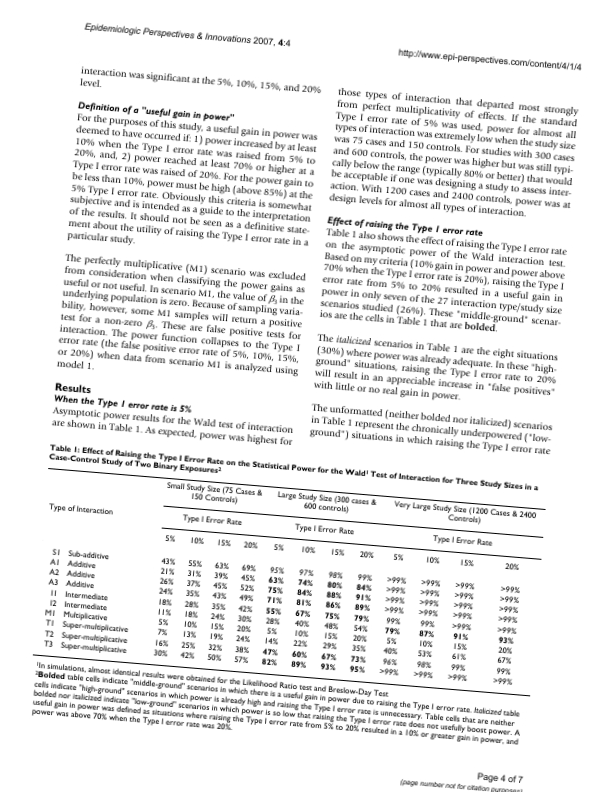 Epidemiologic Perspectives & Innovations 2007, 4:4
http://www.epi-perspectives.com/content/4/1/4
interaction was significant at the 5%, 10%, 15%, and 20%
level.
Definition of a "useful gain in power"
For the purposes of this study, a useful gain in power was
deemed to have occurred if: 1) power increased by at least
10% when the Type I error rate was raised from 5% to
20%, and, 2) power reached at least 70% or higher at a
Type I error rate was raised of 20%. For the power gain to
be less than 10%, power must be high (above 85%) at the
5% Type I error rate. Obviously this criteria is somewhat
subjective and is intended as a guide to the interpretation
of the results. It should not be seen as a definitive state-
ment about the utility of raising the Type I error rate in a
particular study.
The perfectly multiplicative (M1) scenario was excluded
from consideration when classifying the power gains as
useful or not useful. In scenario M1, the value of β3 in the
underlying population is zero. Because of sampling varia-
bility, however, some M1 samples will return a positive
test for a non-zero β3. These are false positive tests for
interaction. The power function collapses to the Type I
error rate (the false positive error rate of 5%, 10%, 15%,
or 20%) when data from scenario M1 is analyzed using
model 1.
Results
When the Type I error rate is 5%
Asymptotic power results for the Wald test of interaction
are shown in Table 1. As expected, power was highest for
those types of interaction that departed most strongly
from perfect multiplicativity of effects. If the standard
Type I error rate of 5% was used, power for almost all
types of interaction was extremely low when the study size
was 75 cases and 150 controls. For studies with 300 cases
and 600 controls, the power was higher but was still typi-
cally below the range (typically 80% or better) that would
be acceptable if one was designing a study to assess inter-
action. With 1200 cases and 2400 controls, power was at
design levels for almost all types of interaction.
Effect of raising the Type I error rate
Table 1 also shows the effect of raising the Type I error rate
on the asymptotic power of the Wald interaction test.
Based on my criteria (10% gain in power and power above
70% when the Type I error rate is 20%), raising the Type I
error rate from 5% to 20% resulted in a useful gain in
power in only seven of the 27 interaction type/study size
scenarios studied (26%). These "middle-ground" scenar-
ios are the cells in Table 1 that are bolded.
The italicized scenarios in Table 1 are the eight situations
(30%) where power was already adequate. In these "high-
ground" situations, raising the Type I error rate to 20%
will result in an appreciable increase in "false positives"
with little or no real gain in power.
The unformatted (neither bolded nor italicized) scenarios
in Table 1 represent the chronically underpowered ("low-
ground") situations in which raising the Type I error rate
Table 1: Effect of Raising the Type I Error Rate on the Statistical Power for the Wald1 Test of Interaction for Three Study Sizes in a
Case-Control Study of Two Binary Exposures2
Type of Interaction
Small Study Size (75 Cases &
150 Controls)
Large Study Size (300 cases &
600 controls)
Very Large Study Size (1200 Cases & 2400
Controls)
Type I Error Rate Type I Error Rate Type I Error Rate
5% 10% 15% 20% 5% 10% 15% 20% 5% 10% 15% 20%
S1 Sub-additive 43% 55% 63% 69% 95% 97% 98% 99% >99% >99% >99% >99%
A1 Additive 21% 31% 39% 45% 63% 74% 80% 84% >99% >99% >99% >99%
A2 Additive 26% 37% 45% 52% 75% 84% 88% 91% >99% >99% >99% >99%
A3 Additive 24% 35% 43% 49% 71% 81% 86% 89% >99% >99% >99% >99%
I1 Intermediate 18% 28% 35% 42% 55% 67% 75% 79% 99% 99% >99% >99%
I2 Intermediate 11% 18% 24% 30% 28% 40% 48% 54% 79% 87% 91% 93%
M1 Multiplicative 5% 10% 15% 20% 5% 10% 15% 20% 5% 10% 15% 20%
T1 Super-multiplicative 7% 13% 19% 24% 14% 22% 29% 35% 40% 53% 61% 67%
T2 Super-multiplicative 16% 25% 32% 38% 47% 60% 67% 73% 96% 98% 99% 99%
T3 Super-multiplicative 30% 42% 50% 57% 82% 89% 93% 95% >99% >99% >99% >99%
1In simulations, almost identical results were obtained for the Likelihood Ratio test and Breslow-Day Test
2Bolded table cells indicate "middle-ground" scenarios in which there is a useful gain in power due to raising the Type I error rate. Italicized table
cells indicate "high-ground" scenarios in which power is already high and raising the Type I error rate is unnecessary. Table cells that are neither
bolded nor italicized indicate "low-ground" scenarios in which power is so low that raising the Type I error rate does not usefully boost power. A
useful gain in power was defined as situations where raising the Type I error rate from 5% to 20% resulted in a 10% or greater gain in power, and
power was above 70% when the Type I error rate was 20%.
Page 4 of 7
(page number not for citation purposes)